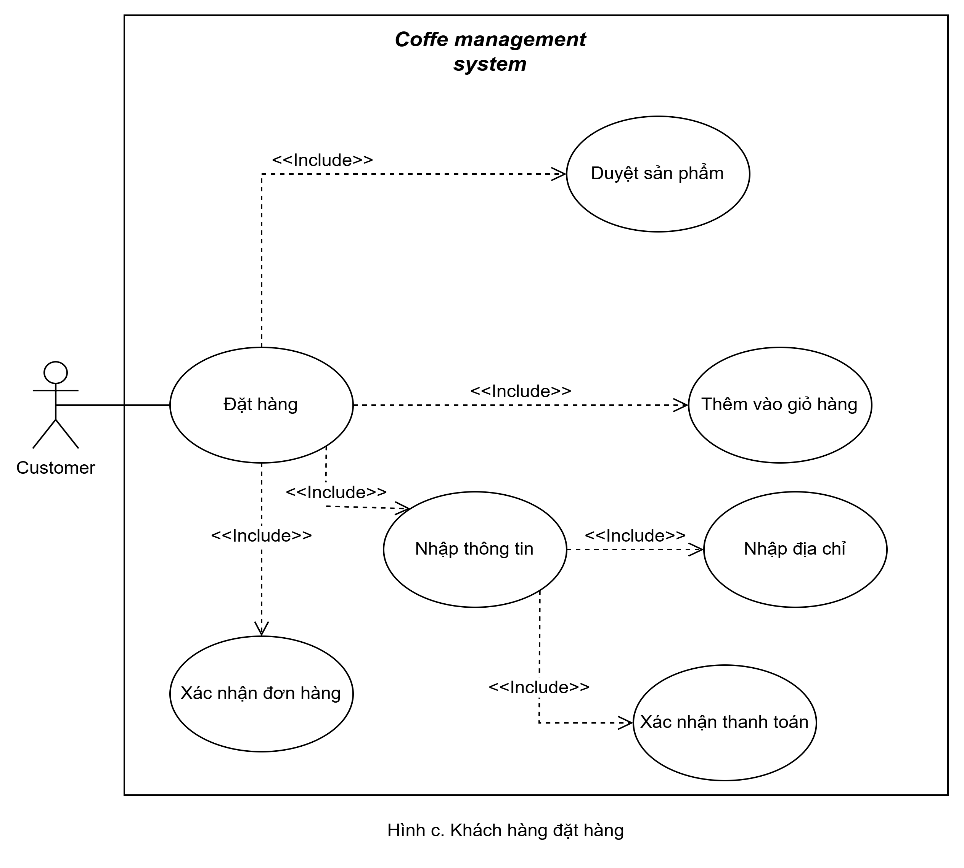 Coffe management
system
<<Include>>
Duyệt sản phẩm
<<Include>>
Đặt hàng
Thêm vào giỏ hàng
Customer
<<Include>>
<<Include>>
<<Include>>
Nhập thông tin
Nhập địa chỉ
<<Include>>
Xác nhận đơn hàng
Xác nhận thanh toán
Hình c. Khách hàng đặt hàng